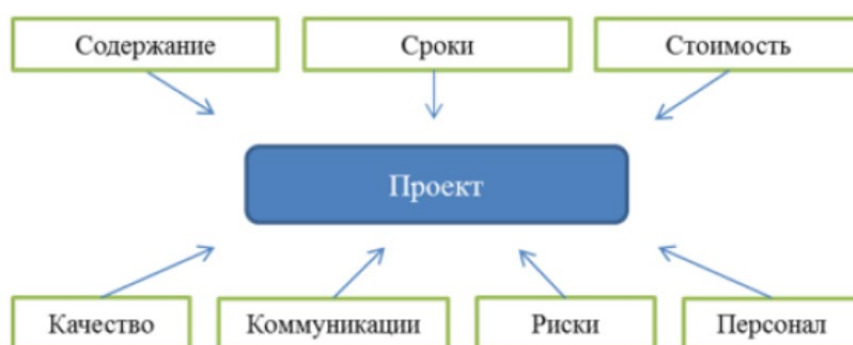 Содержание
Сроки
Стоимость
Проект
Качество
Коммуникации
Риски
Персонал